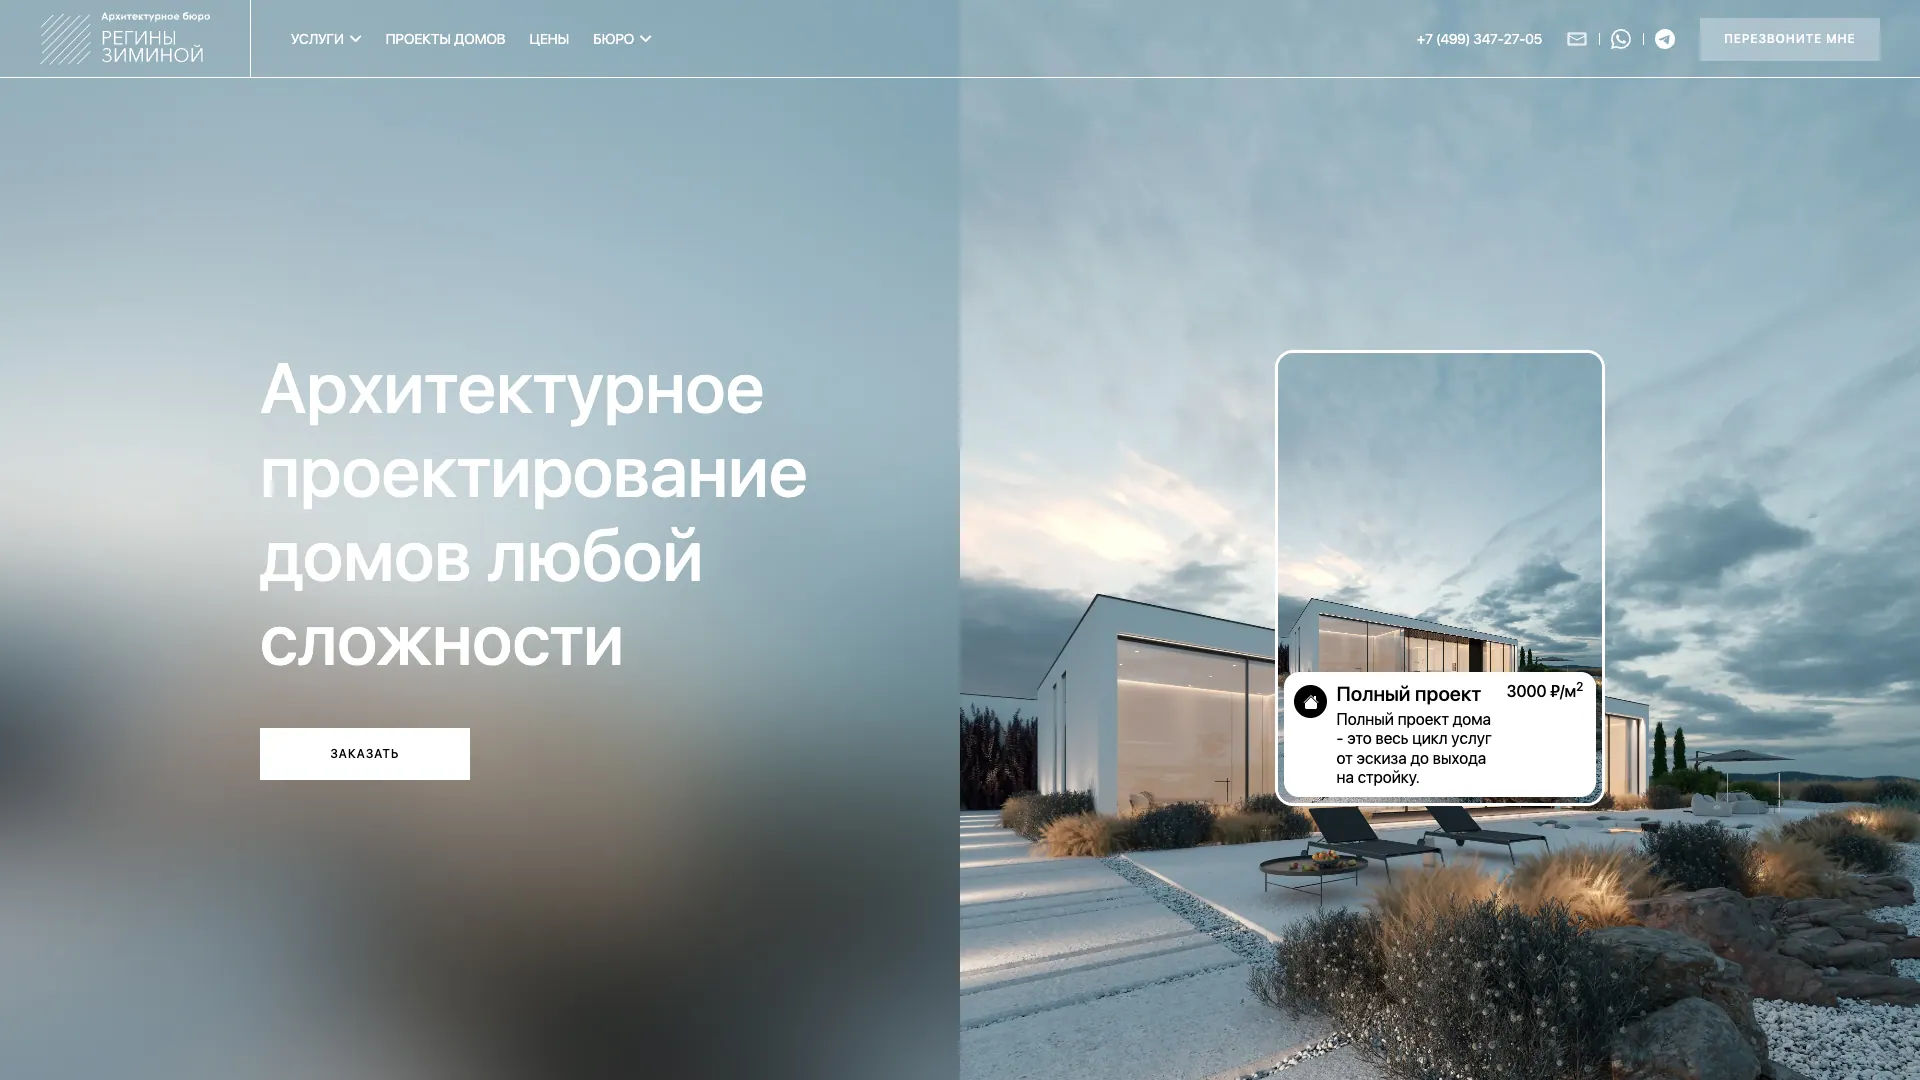 Архитектурное бюро
РЕГИНЫ
ЗИМИНОЙ
УСЛУГИ
ПРОЕКТЫ ДОМОВ
ЦЕНЫ
БЮРО
+7 (499) 347-27-05
ПЕРЕЗВОНИТЕ МНЕ
Архитектурное
проектирование
домов любой
сложности
ЗАКАЗАТЬ
Полный проект
3000 ₽/м²
Полный проект дома
- это весь цикл услуг
от эскиза до выхода
на стройку.